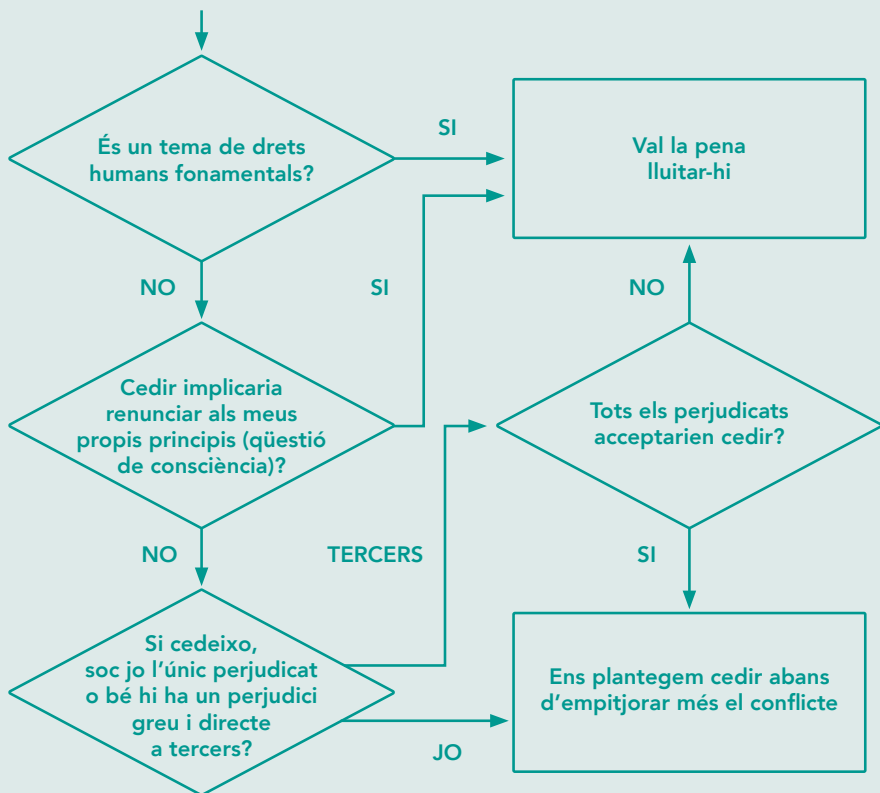 És un tema de drets
humans fonamentals?
SI
Val la pena
lluitar-hi
NO
SI
NO
Cedir implicaria
renunciar als meus
propis principis (qüestió
de consciència)?
Tots els perjudicats
acceptarien cedir?
NO
TERCERS
SI
Si cedeixo,
soc jo l’únic perjudicat
o bé hi ha un perjudici
greu i directe
a tercers?
Ens plantegem cedir abans
d’empitjorar més el conflicte
JO